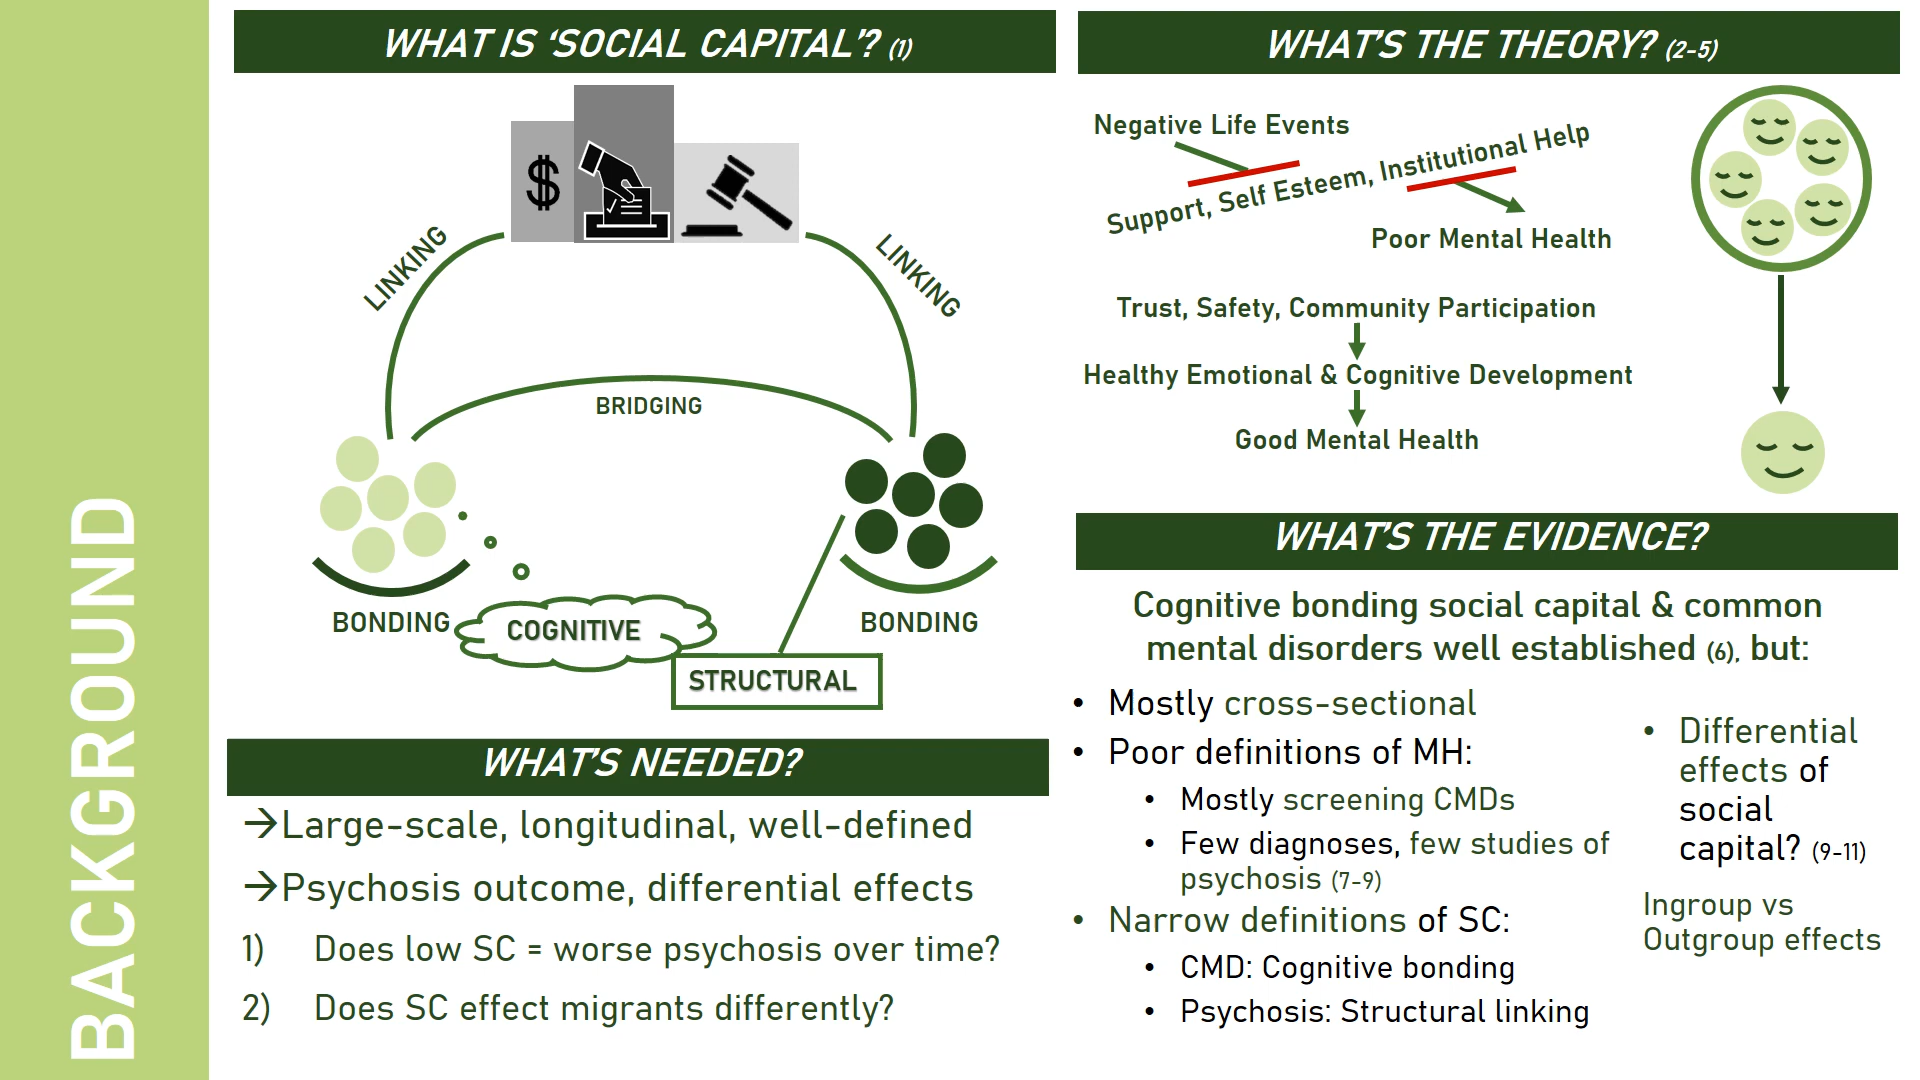 BACKGROUND
WHAT IS ‘SOCIAL CAPITAL’? (1)
$
LINKING
LINKING
BRIDGING
BONDING
COGNITIVE
BONDING
STRUCTURAL
WHAT'S NEEDED?
→Large-scale, longitudinal, well-defined
→Psychosis outcome, differential effects
1) Does low SC = worse psychosis over time?
2) Does SC effect migrants differently?
WHAT'S THE THEORY? (2-5)
Negative Life Events
Support, Self Esteem, Institutional Help
Poor Mental Health
Trust, Safety, Community Participation
Healthy Emotional & Cognitive Development
Good Mental Health
WHAT'S THE EVIDENCE?
Cognitive bonding social capital & common
mental disorders well established (6), but:
• Mostly cross-sectional
• Poor definitions of MH:
• Mostly screening CMDs
• Few diagnoses, few studies of
psychosis (7-9)
• Narrow definitions of SC:
• CMD: Cognitive bonding
• Psychosis: Structural linking
• Differential
effects of
social
capital? (9-11)
Ingroup vs
Outgroup effects